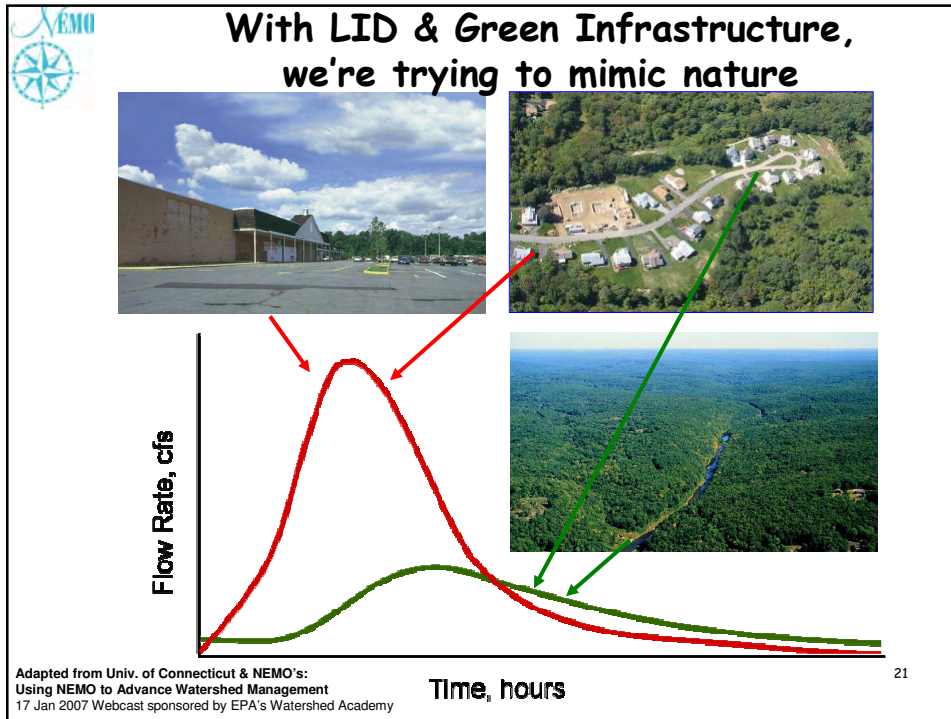 NEMO
With LID & Green Infrastructure,
we're trying to mimic nature
Flow Rate, cfs
Time, hours
Adapted from Univ. of Connecticut & NEMO's:
Using NEMO to Advance Watershed Management
17 Jan 2007 Webcast sponsored by EPA's Watershed Academy
21